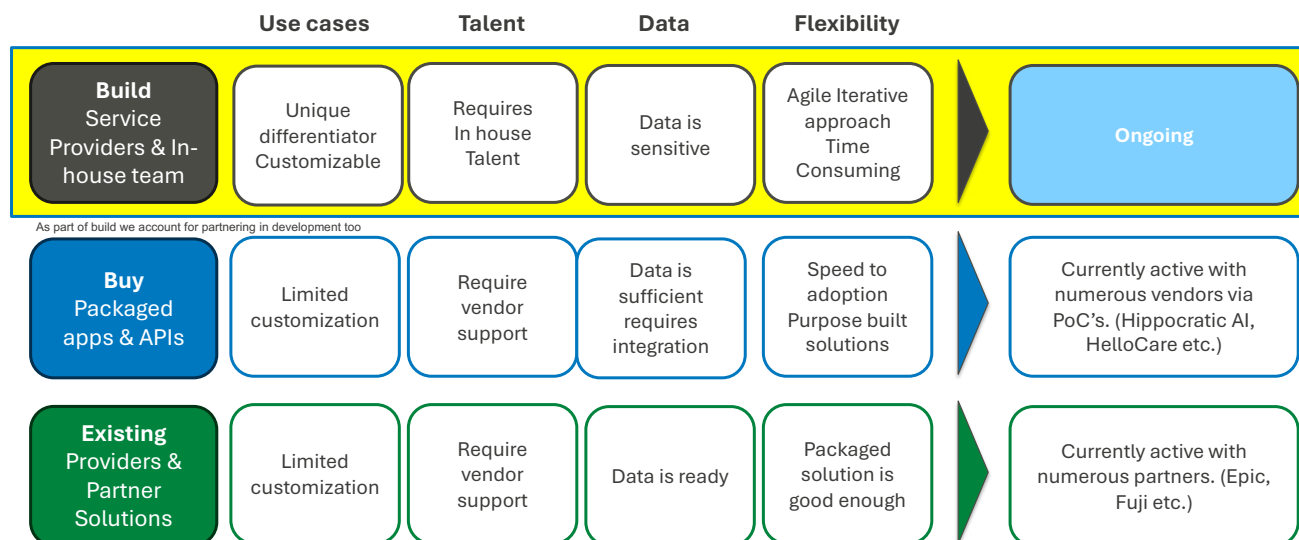 Use cases
Talent
Data
Flexibility
Build
Service
Providers & In-
house team
Unique
differentiator
Customizable
Requires
In house
Talent
Data is
sensitive
Agile Iterative
approach
Time
Consuming
Ongoing
As part of build we account for partnering in development too
Buy
Packaged
apps & APIs
Limited
customization
Require
vendor
support
Data is
sufficient
requires
integration
Speed to
adoption
Purpose built
solutions
Currently active with
numerous vendors via
PoC's. (Hippocratic AI,
HelloCare etc.)
Existing
Providers &
Partner
Solutions
Limited
customization
Require
vendor
support
Data is ready
Packaged
solution is
good enough
Currently active with
numerous partners. (Epic,
Fuji etc.)